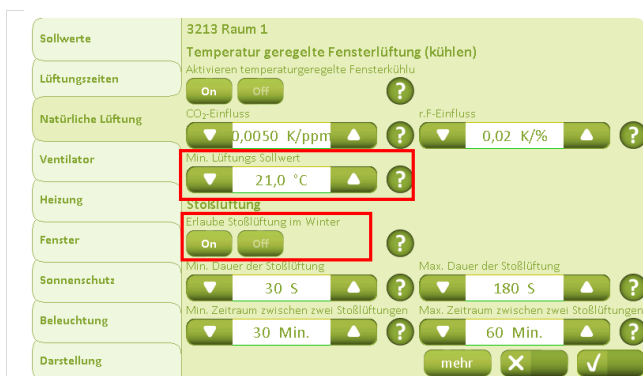 Sollwerte
Lüftungszeiten
Natürliche Lüftung
Ventilator
Heizung
Fenster
Sonnenschutz
Beleuchtung
Darstellung
3213 Raum 1
Temperatur geregelte Fensterlüftung (kühlen)
Aktivieren temperaturgeregelte Fensterkühlu
On Off ?
CO₂-Einfluss r.F-Einfluss
0,0050 K/ppm ? 0,02 K/% ?
Min. Lüftungs Sollwert
21,0 °C ?
Stoßlüftung
Erlaube Stoßlüftung im Winter
On Off ?
Min. Dauer der Stoßlüftung Max. Dauer der Stoßlüftung
30 S ? 180 S ?
Min. Zeitraum zwischen zwei Stoßlüftungen Max. Zeitraum zwischen zwei Stoßlüftungen
30 Min. ? 60 Min. ?
mehr